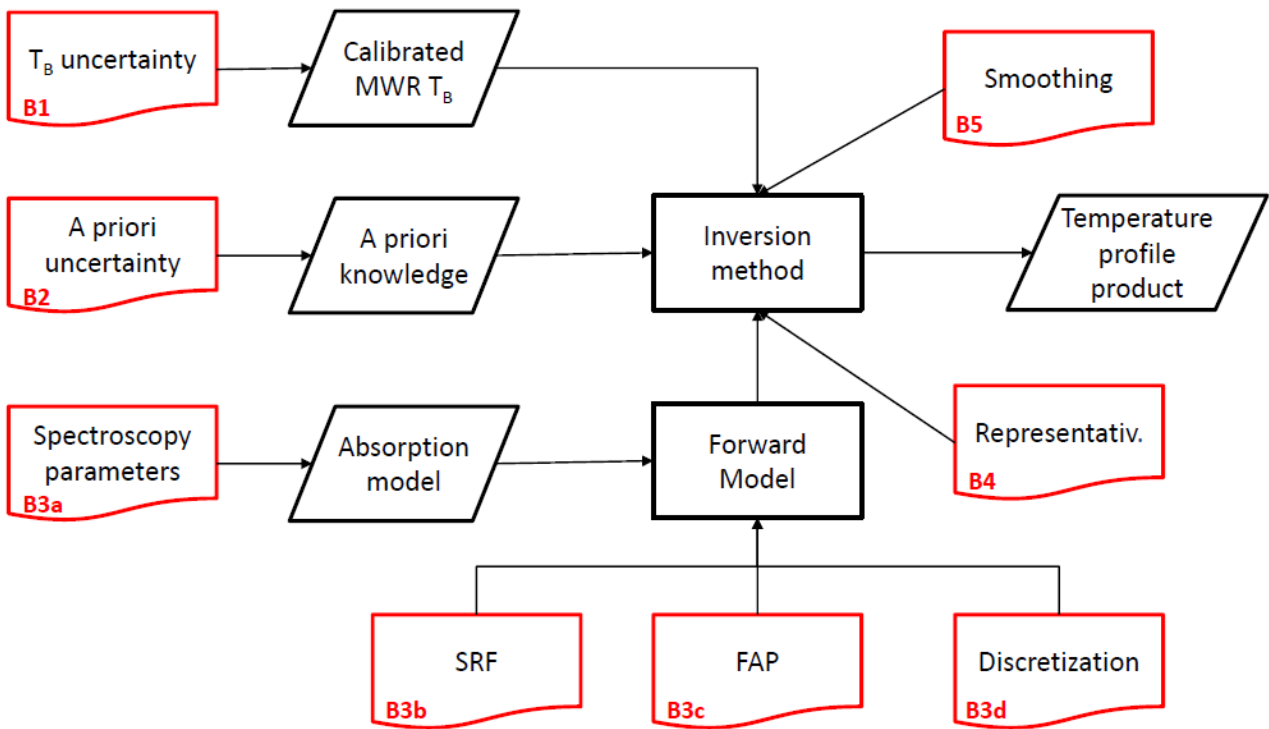 T_B uncertainty
B1
Calibrated
MWR T_B
Smoothing
B5
A priori
uncertainty
B2
A priori
knowledge
Inversion
method
Temperature
profile
product
Spectroscopy
parameters
B3a
Absorption
model
Forward
Model
Representativ.
B4
SRF
B3b
FAP
B3c
Discretization
B3d